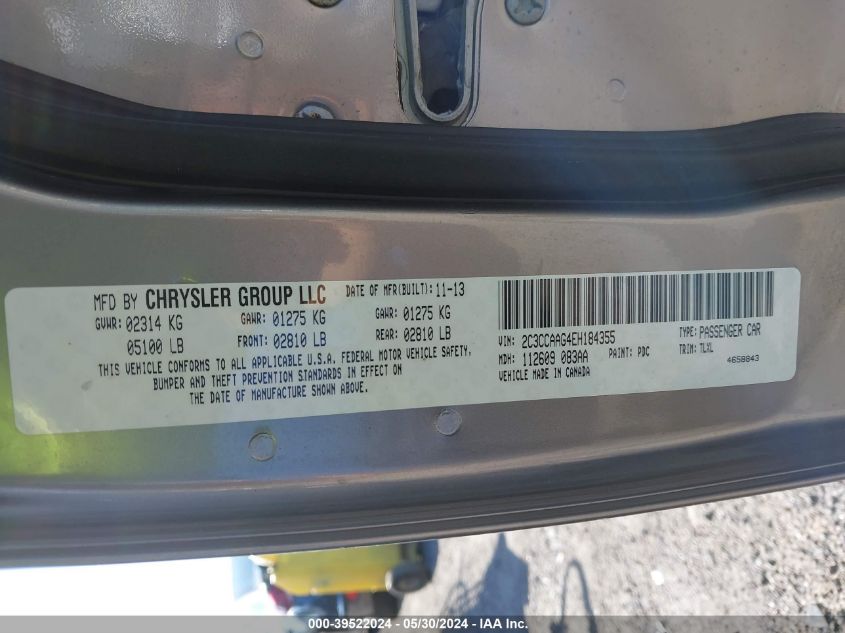 MFD BY CHRYSLER GROUP LLC DATE OF MFR(BUILT): 11-13
GVWR: 02314 KG GAWR: 01275 KG GAWR: 01275 KG
05100 LB FRONT: 02810 LB REAR: 02810 LB
THIS VEHICLE CONFORMS TO ALL APPLICABLE U.S.A. FEDERAL MOTOR VEHICLE SAFETY,
BUMPER AND THEFT PREVENTION STANDARDS IN EFFECT ON
THE DATE OF MANUFACTURE SHOWN ABOVE.
VIN: 2C3CCAAG4EH184355 TYPE: PASSENGER CAR
MDH: 112609 083AA PAINT: PDC TRIM: TLXL
VEHICLE MADE IN CANADA 4658843
000-39522024 - 05/30/2024 - IAA Inc.